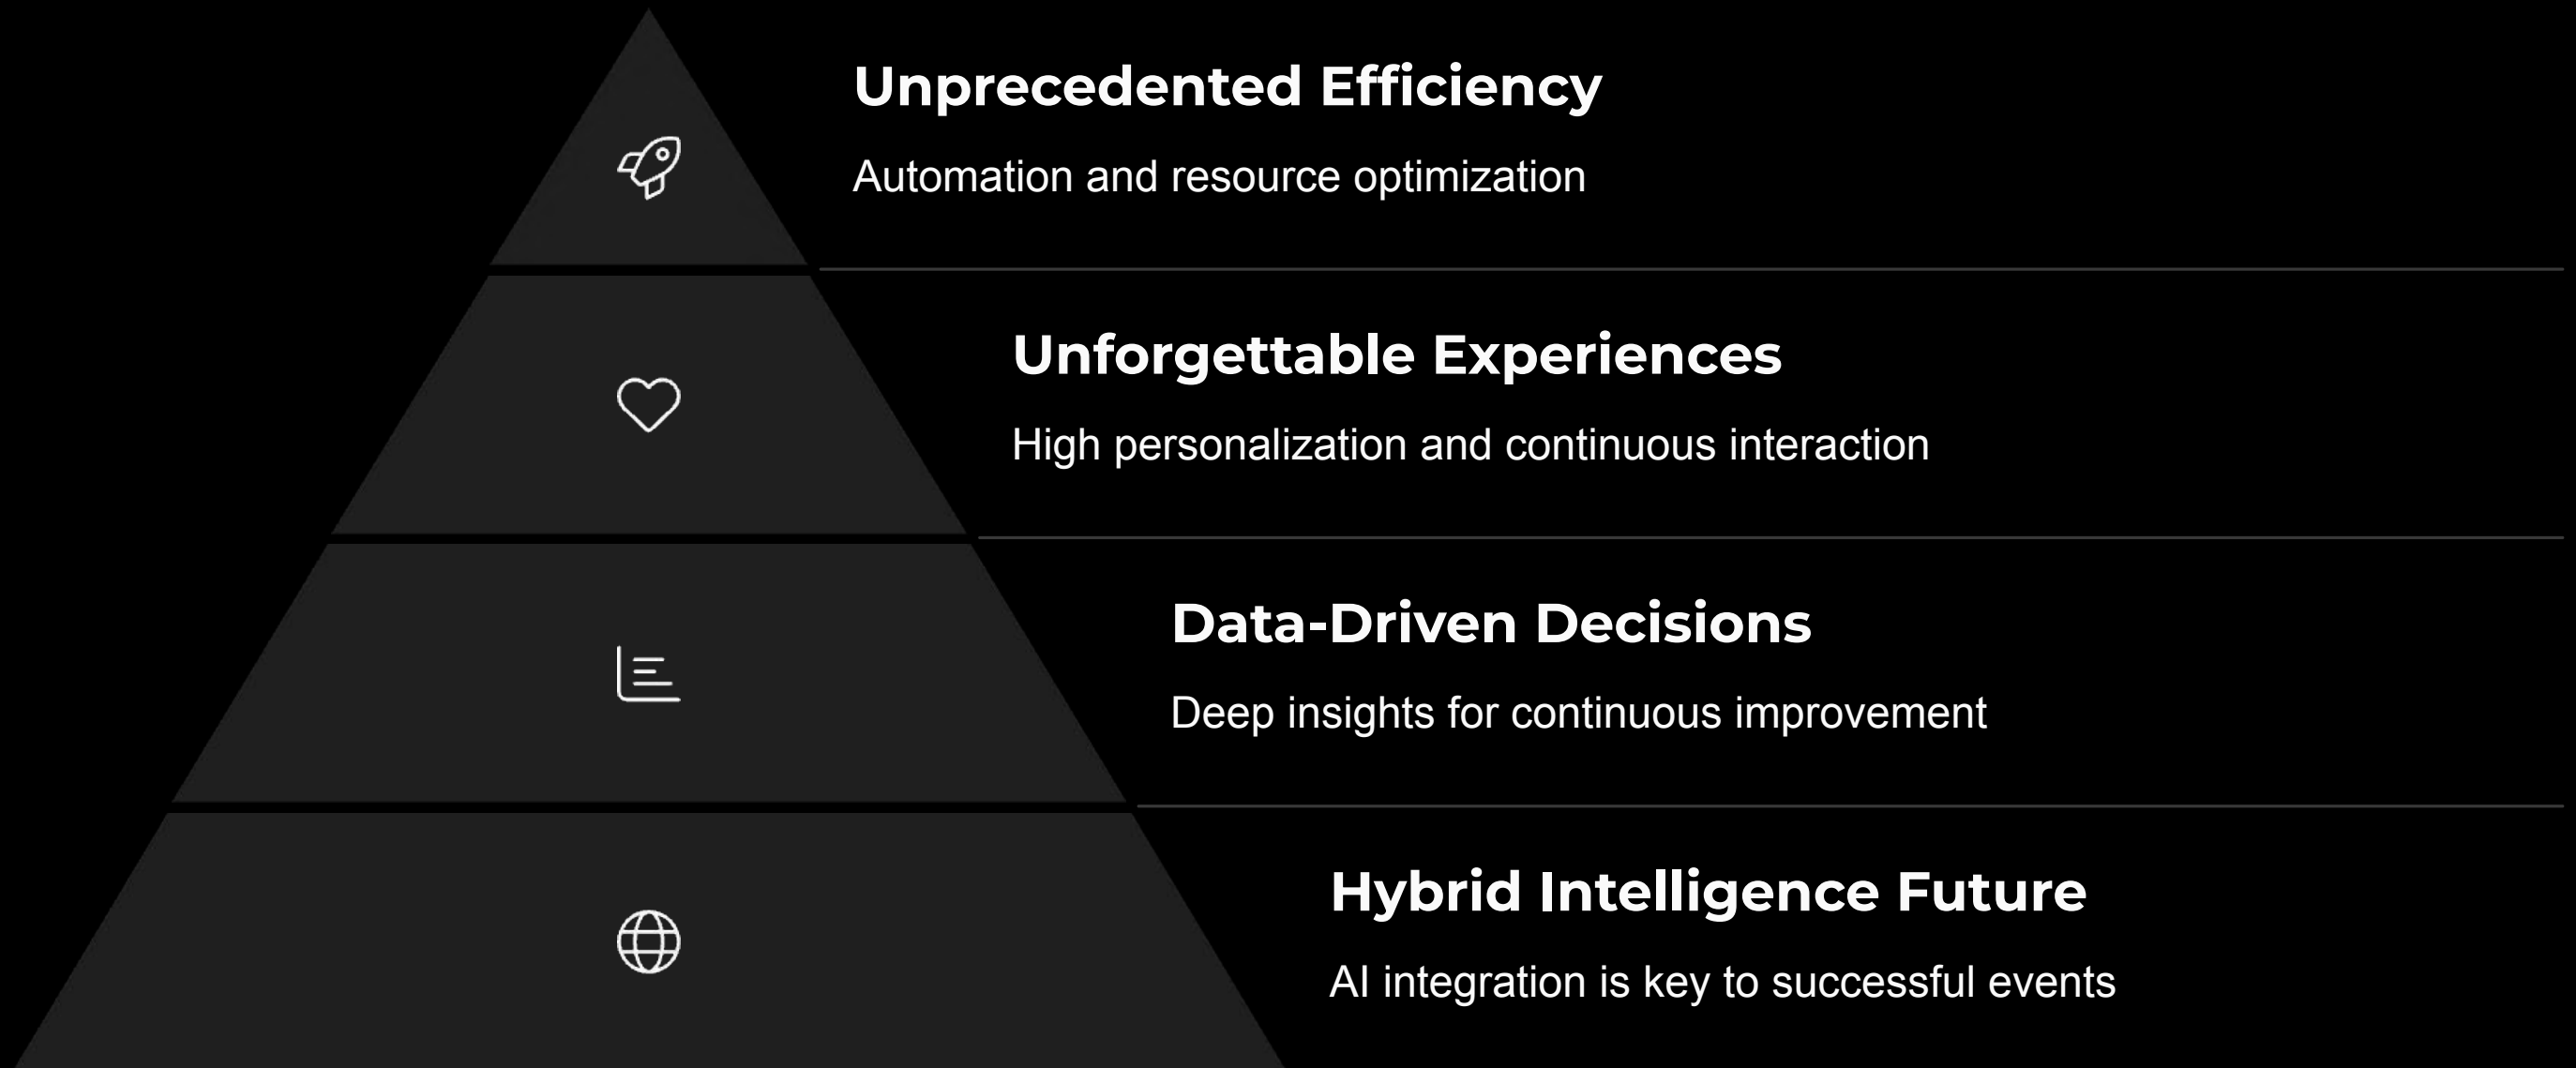 Unprecedented Efficiency
Automation and resource optimization
Unforgettable Experiences
High personalization and continuous interaction
Data-Driven Decisions
Deep insights for continuous improvement
Hybrid Intelligence Future
AI integration is key to successful events